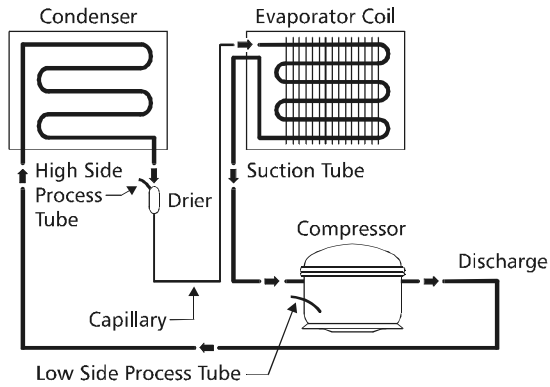 Condenser
Evaporator Coil
High Side
Process
Tube
Drier
Suction Tube
Compressor
Discharge
Capillary
Low Side Process Tube